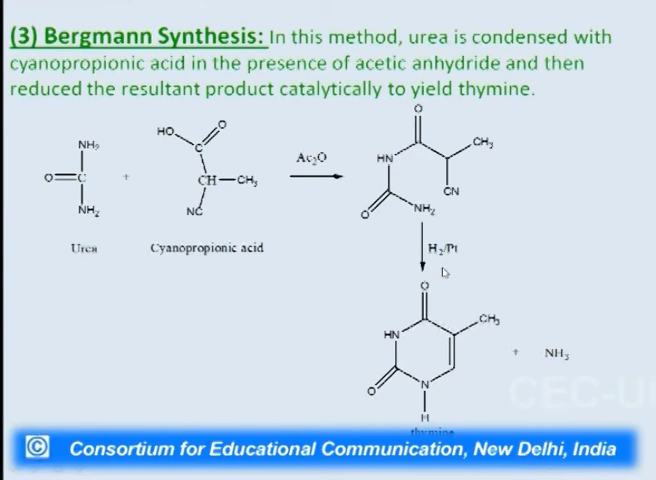 (3) Bergmann Synthesis: In this method, urea is condensed with
cyanopropionic acid in the presence of acetic anhydride and then
reduced the resultant product catalytically to yield thymine.
NH₂
O
C
NH₂
+
HO
O
C
CH
CH₃
NC
Ac₂O
O
HN
CH₃
CN
O
NH₂
Urea
Cyanopropionic acid
H₂/Pt
O
HN
CH₃
O
N
H
+ NH₃
thymine
CEC-U
© Consortium for Educational Communication, New Delhi, India